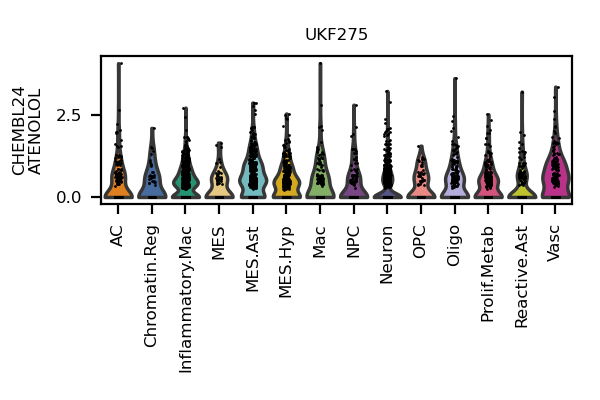 UKF275
CHEMBL24
ATENOLOL
2.5
0.0
AC
Chromatin.Reg
Inflammatory.Mac
MES
MES.Ast
MES.Hyp
Mac
NPC
Neuron
OPC
Oligo
Prolif.Metab
Reactive.Ast
Vasc